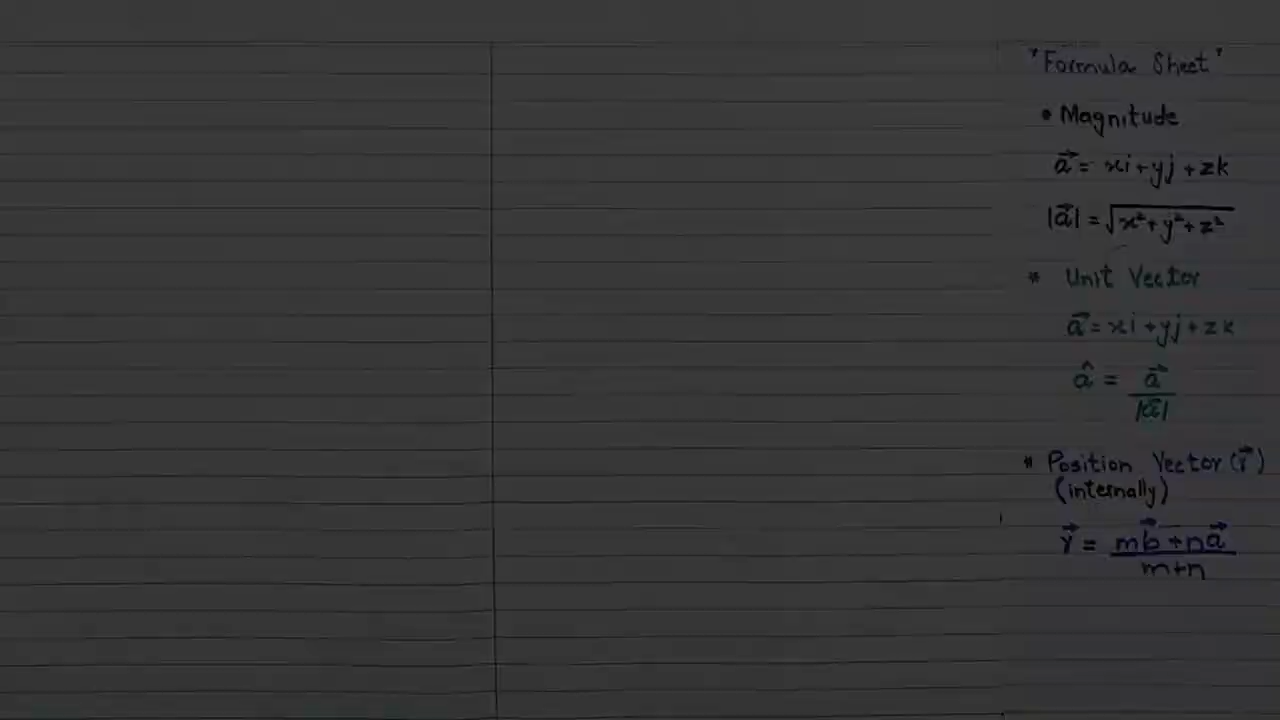 'Formula Sheet'
• Magnitude
a⃗ = xi + yj + zk
|a⃗| = √x²+y²+z²
* Unit Vector
a⃗ = xi + yj + zk
â = a⃗
|a⃗|
* Position Vector (r⃗)
(internally)
r⃗ = mb⃗ + na⃗
m+n